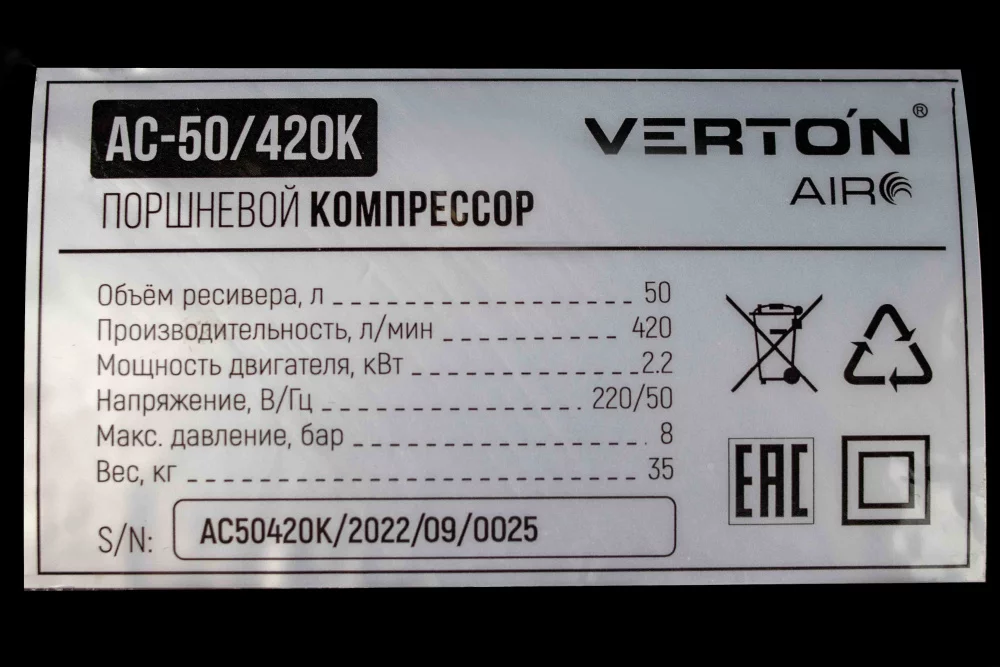 AC-50/420K
VERTON®
AIR
ПОРШНЕВОЙ КОМПРЕССОР
Объём ресивера, л 50
Производительность, л/мин 420
Мощность двигателя, кВт 2.2
Напряжение, В/Гц 220/50
Макс. давление, бар 8
Вес, кг 35
S/N: AC50420K/2022/09/0025
EAC